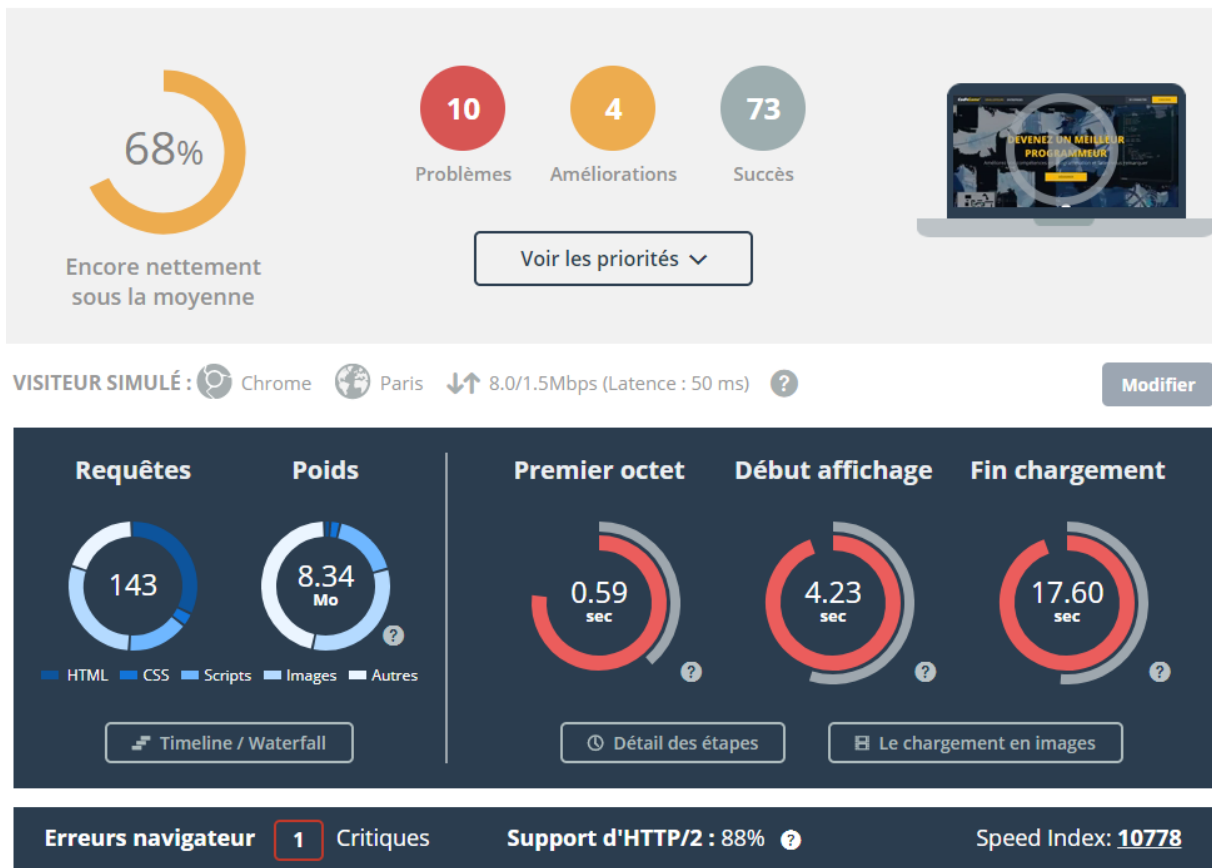 68%
Encore nettement
sous la moyenne
10
Problèmes
4
Améliorations
73
Succès
Voir les priorités
DEVENEZ UN MEILLEUR
PROGRAMMEUR
VISITEUR SIMULÉ : Chrome Paris 8.0/1.5Mbps (Latence : 50 ms) ?
Modifier
Requêtes
Poids
Premier octet
Début affichage
Fin chargement
143
8.34
Mo
?
0.59
sec
?
4.23
sec
?
17.60
sec
?
HTML CSS Scripts Images Autres
Timeline / Waterfall
Détail des étapes
Le chargement en images
Erreurs navigateur 1 Critiques
Support d'HTTP/2 : 88% ?
Speed Index: 10778